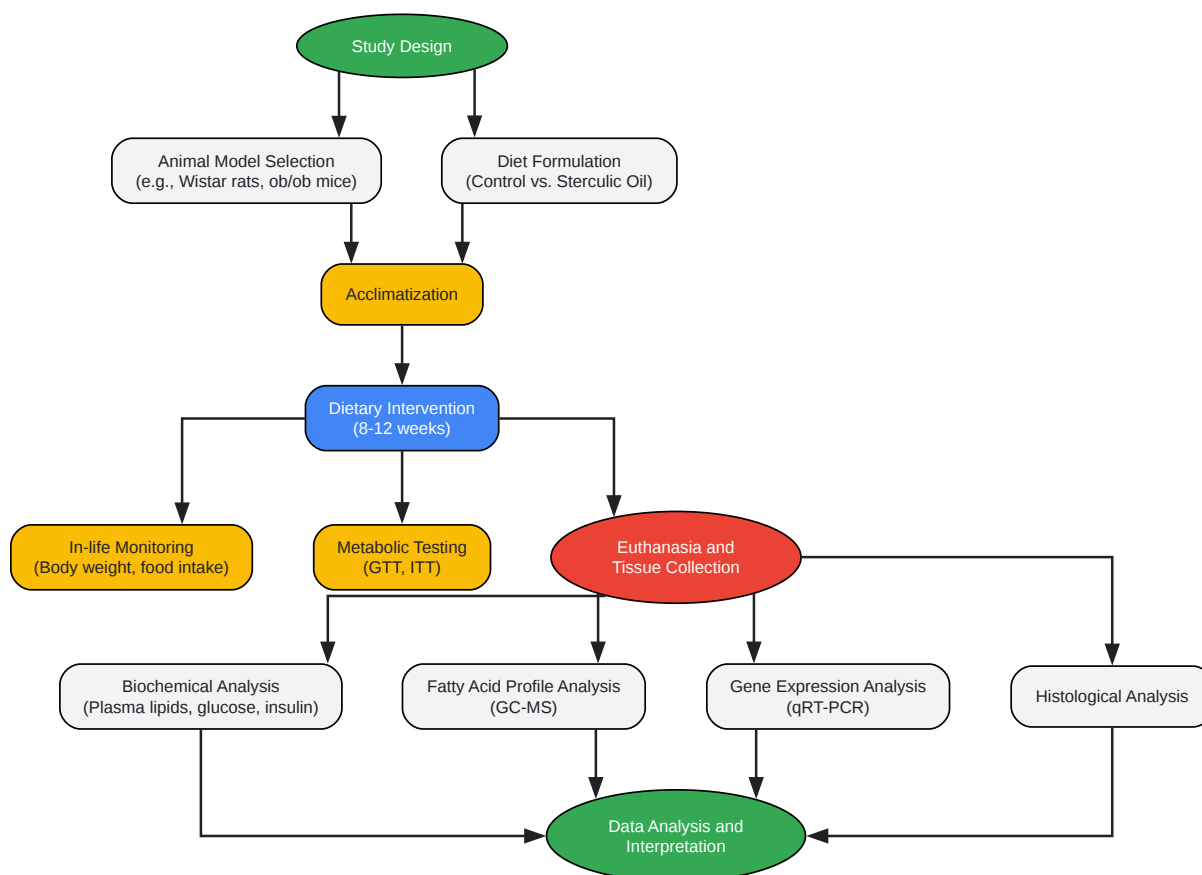 Study Design
Animal Model Selection
(e.g., Wistar rats, ob/ob mice)
Diet Formulation
(Control vs. Sterculic Oil)
Acclimatization
Dietary Intervention
(8-12 weeks)
In-life Monitoring
(Body weight, food intake)
Metabolic Testing
(GTT, ITT)
Euthanasia and
Tissue Collection
Biochemical Analysis
(Plasma lipids, glucose, insulin)
Fatty Acid Profile Analysis
(GC-MS)
Gene Expression Analysis
(qRT-PCR)
Histological Analysis
Data Analysis and
Interpretation